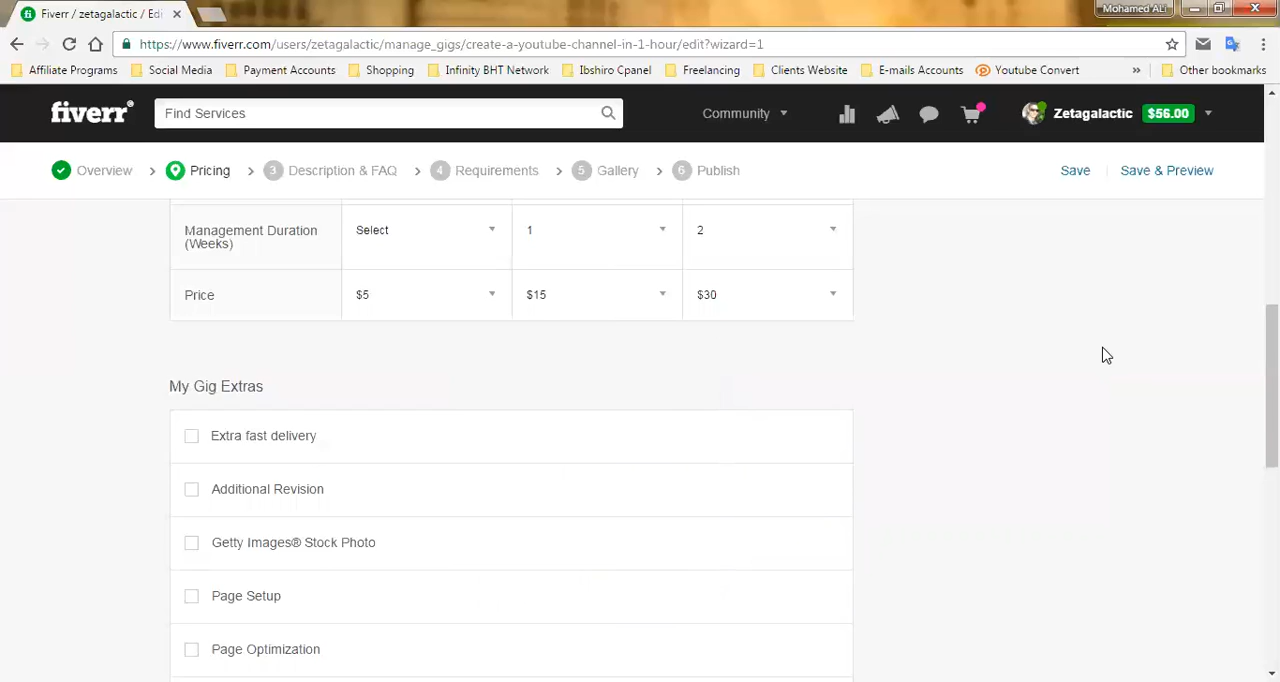 Fiverr / zetagalactic / Edi
Mohamed ALi
https://www.fiverr.com/users/zetagalactic/manage_gigs/create-a-youtube-channel-in-1-hour/edit?wizard=1
Affiliate Programs Social Media Payment Accounts Shopping Infinity BHT Network Ibshiro Cpanel Freelancing Clients Website E-mails Accounts Youtube Convert » Other bookmarks
fiverr® Find Services Community Zetagalactic $56.00
Overview Pricing 3 Description & FAQ 4 Requirements 5 Gallery 6 Publish Save Save & Preview
Management Duration
(Weeks) Select 1 2
Price $5 $15 $30
My Gig Extras
Extra fast delivery
Additional Revision
Getty Images® Stock Photo
Page Setup
Page Optimization